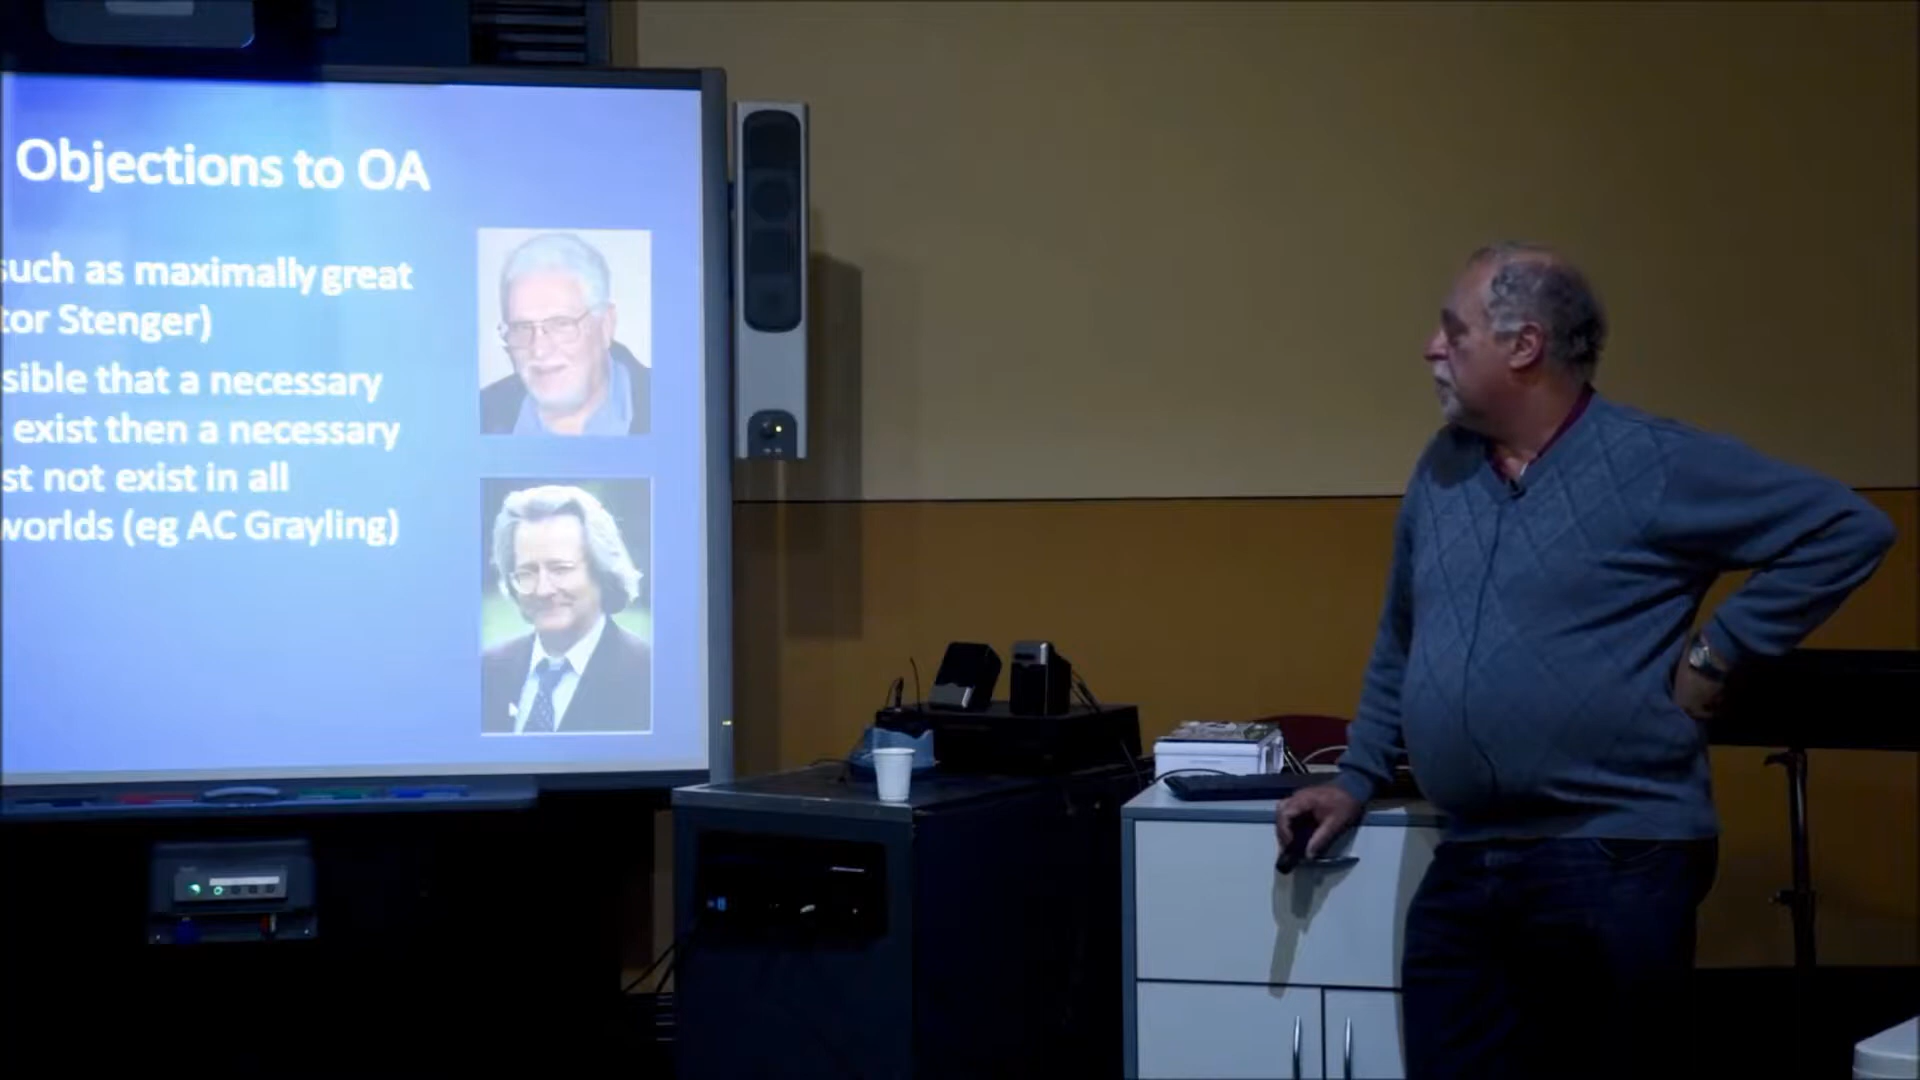 Objections to OA
such as maximally great
tor Stenger)
sible that a necessary
exist then a necessary
st not exist in all
worlds (eg AC Grayling)